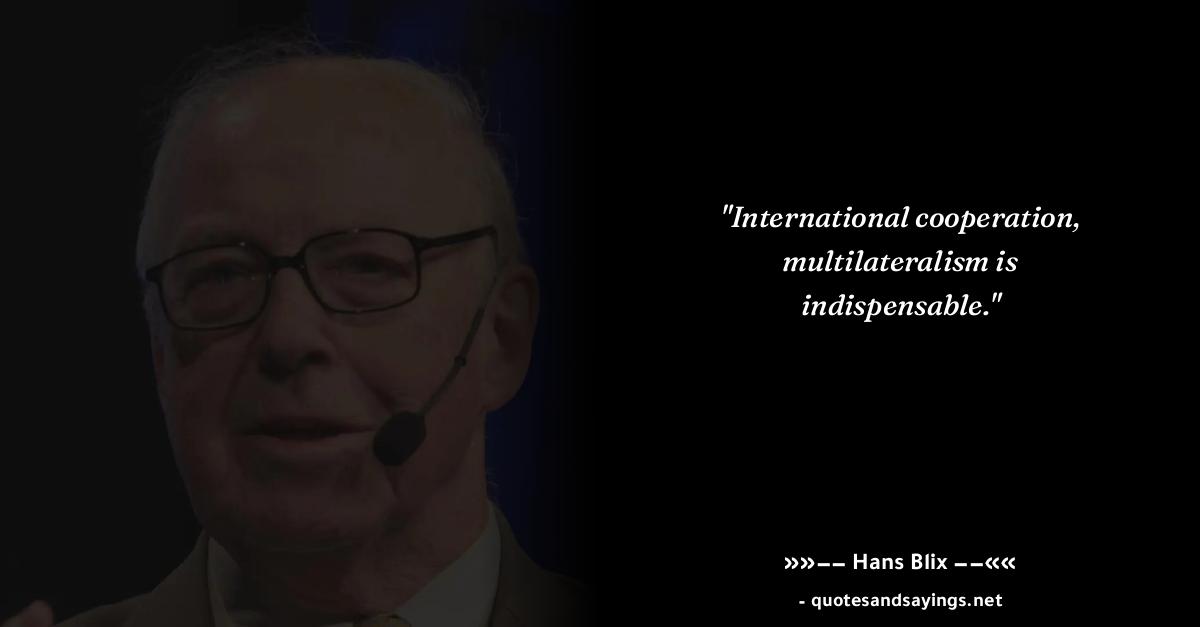 "International cooperation,
multilateralism is
indispensable."
»»−− Hans Blix −−««
- quotesandsayings.net